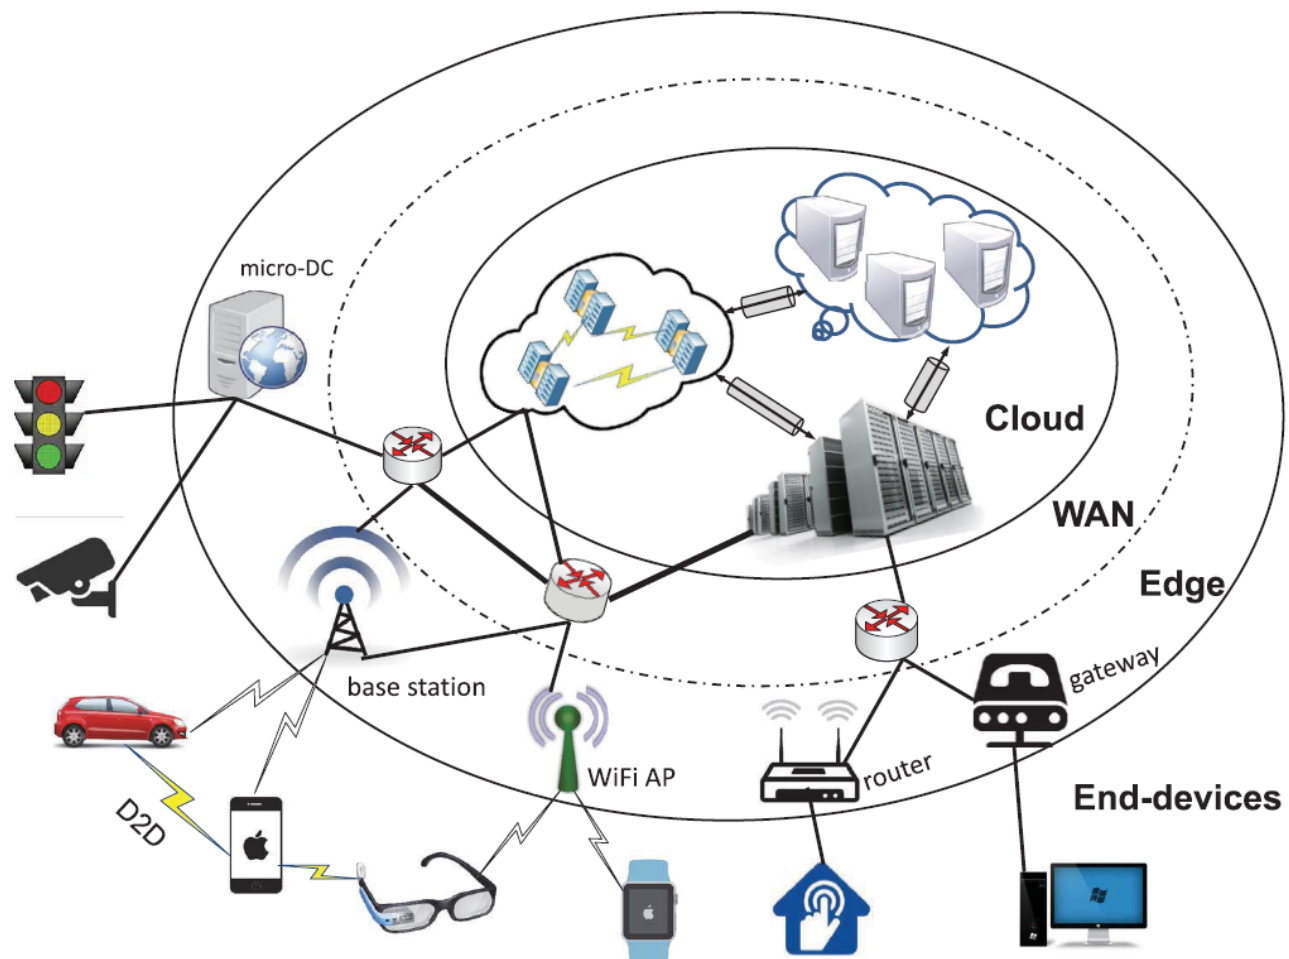 micro-DC
Cloud
WAN
Edge
base station
gateway
WiFi AP
router
End-devices
D2D